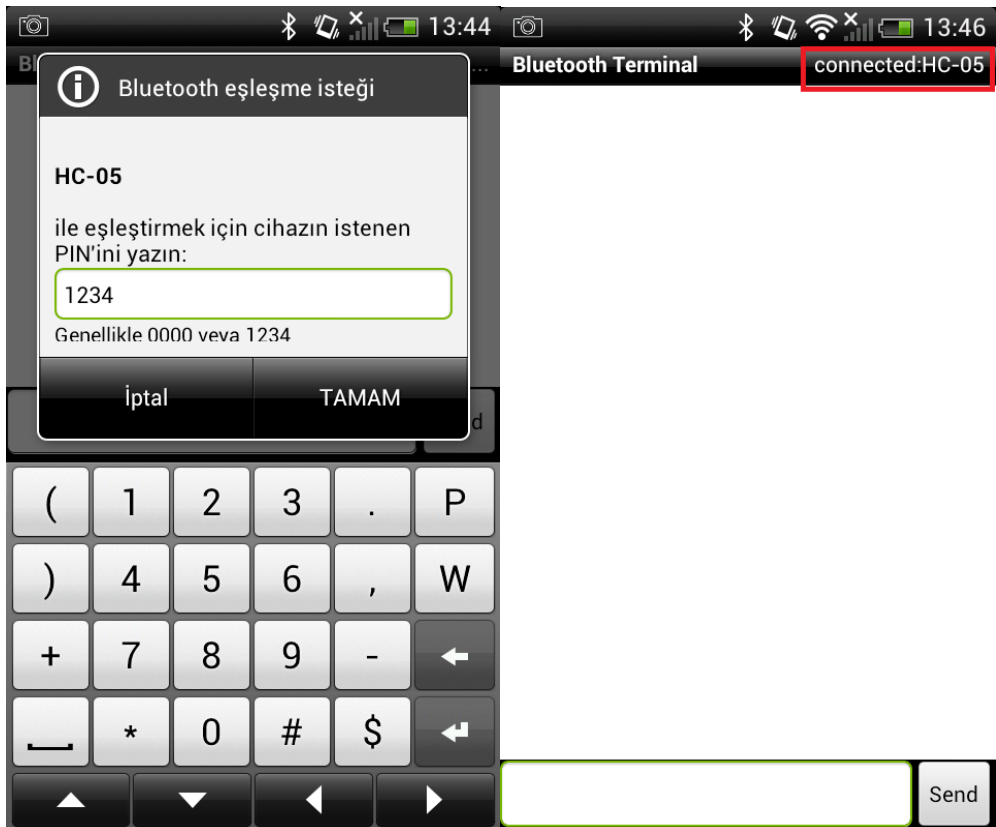 13:44
Bluetooth eşleşme isteği
HC-05
ile eşleştirmek için cihazın istenen
PIN'ini yazın:
1234
Genellikle 0000 veya 1234
İptal TAMAM
( 1 2 3 . P
) 4 5 6 , W
+ 7 8 9 -
* 0 # $
13:46
Bluetooth Terminal connected:HC-05
Send